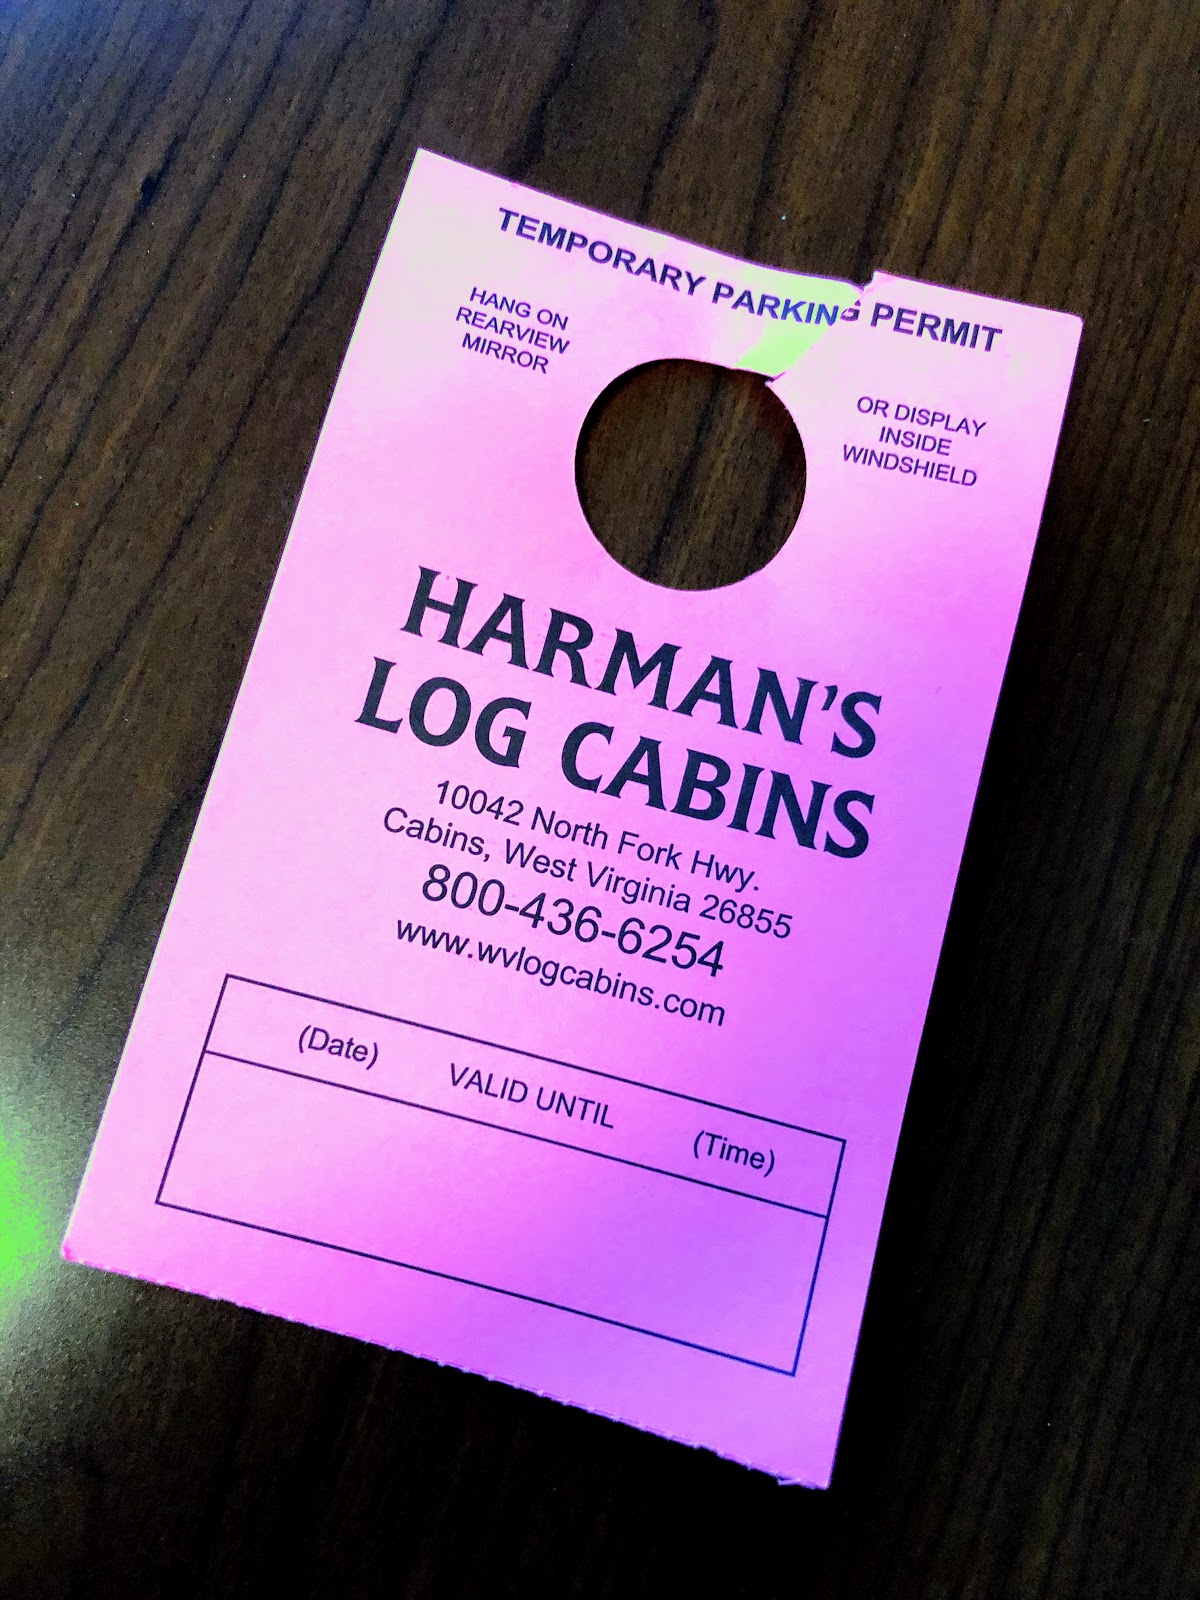 TEMPORARY PARKING PERMIT
HANG ON
REARVIEW
MIRROR
OR DISPLAY
INSIDE
WINDSHIELD
HARMAN'S
LOG CABINS
10042 North Fork Hwy.
Cabins, West Virginia 26855
800-436-6254
www.wvlogcabins.com
(Date) VALID UNTIL (Time)